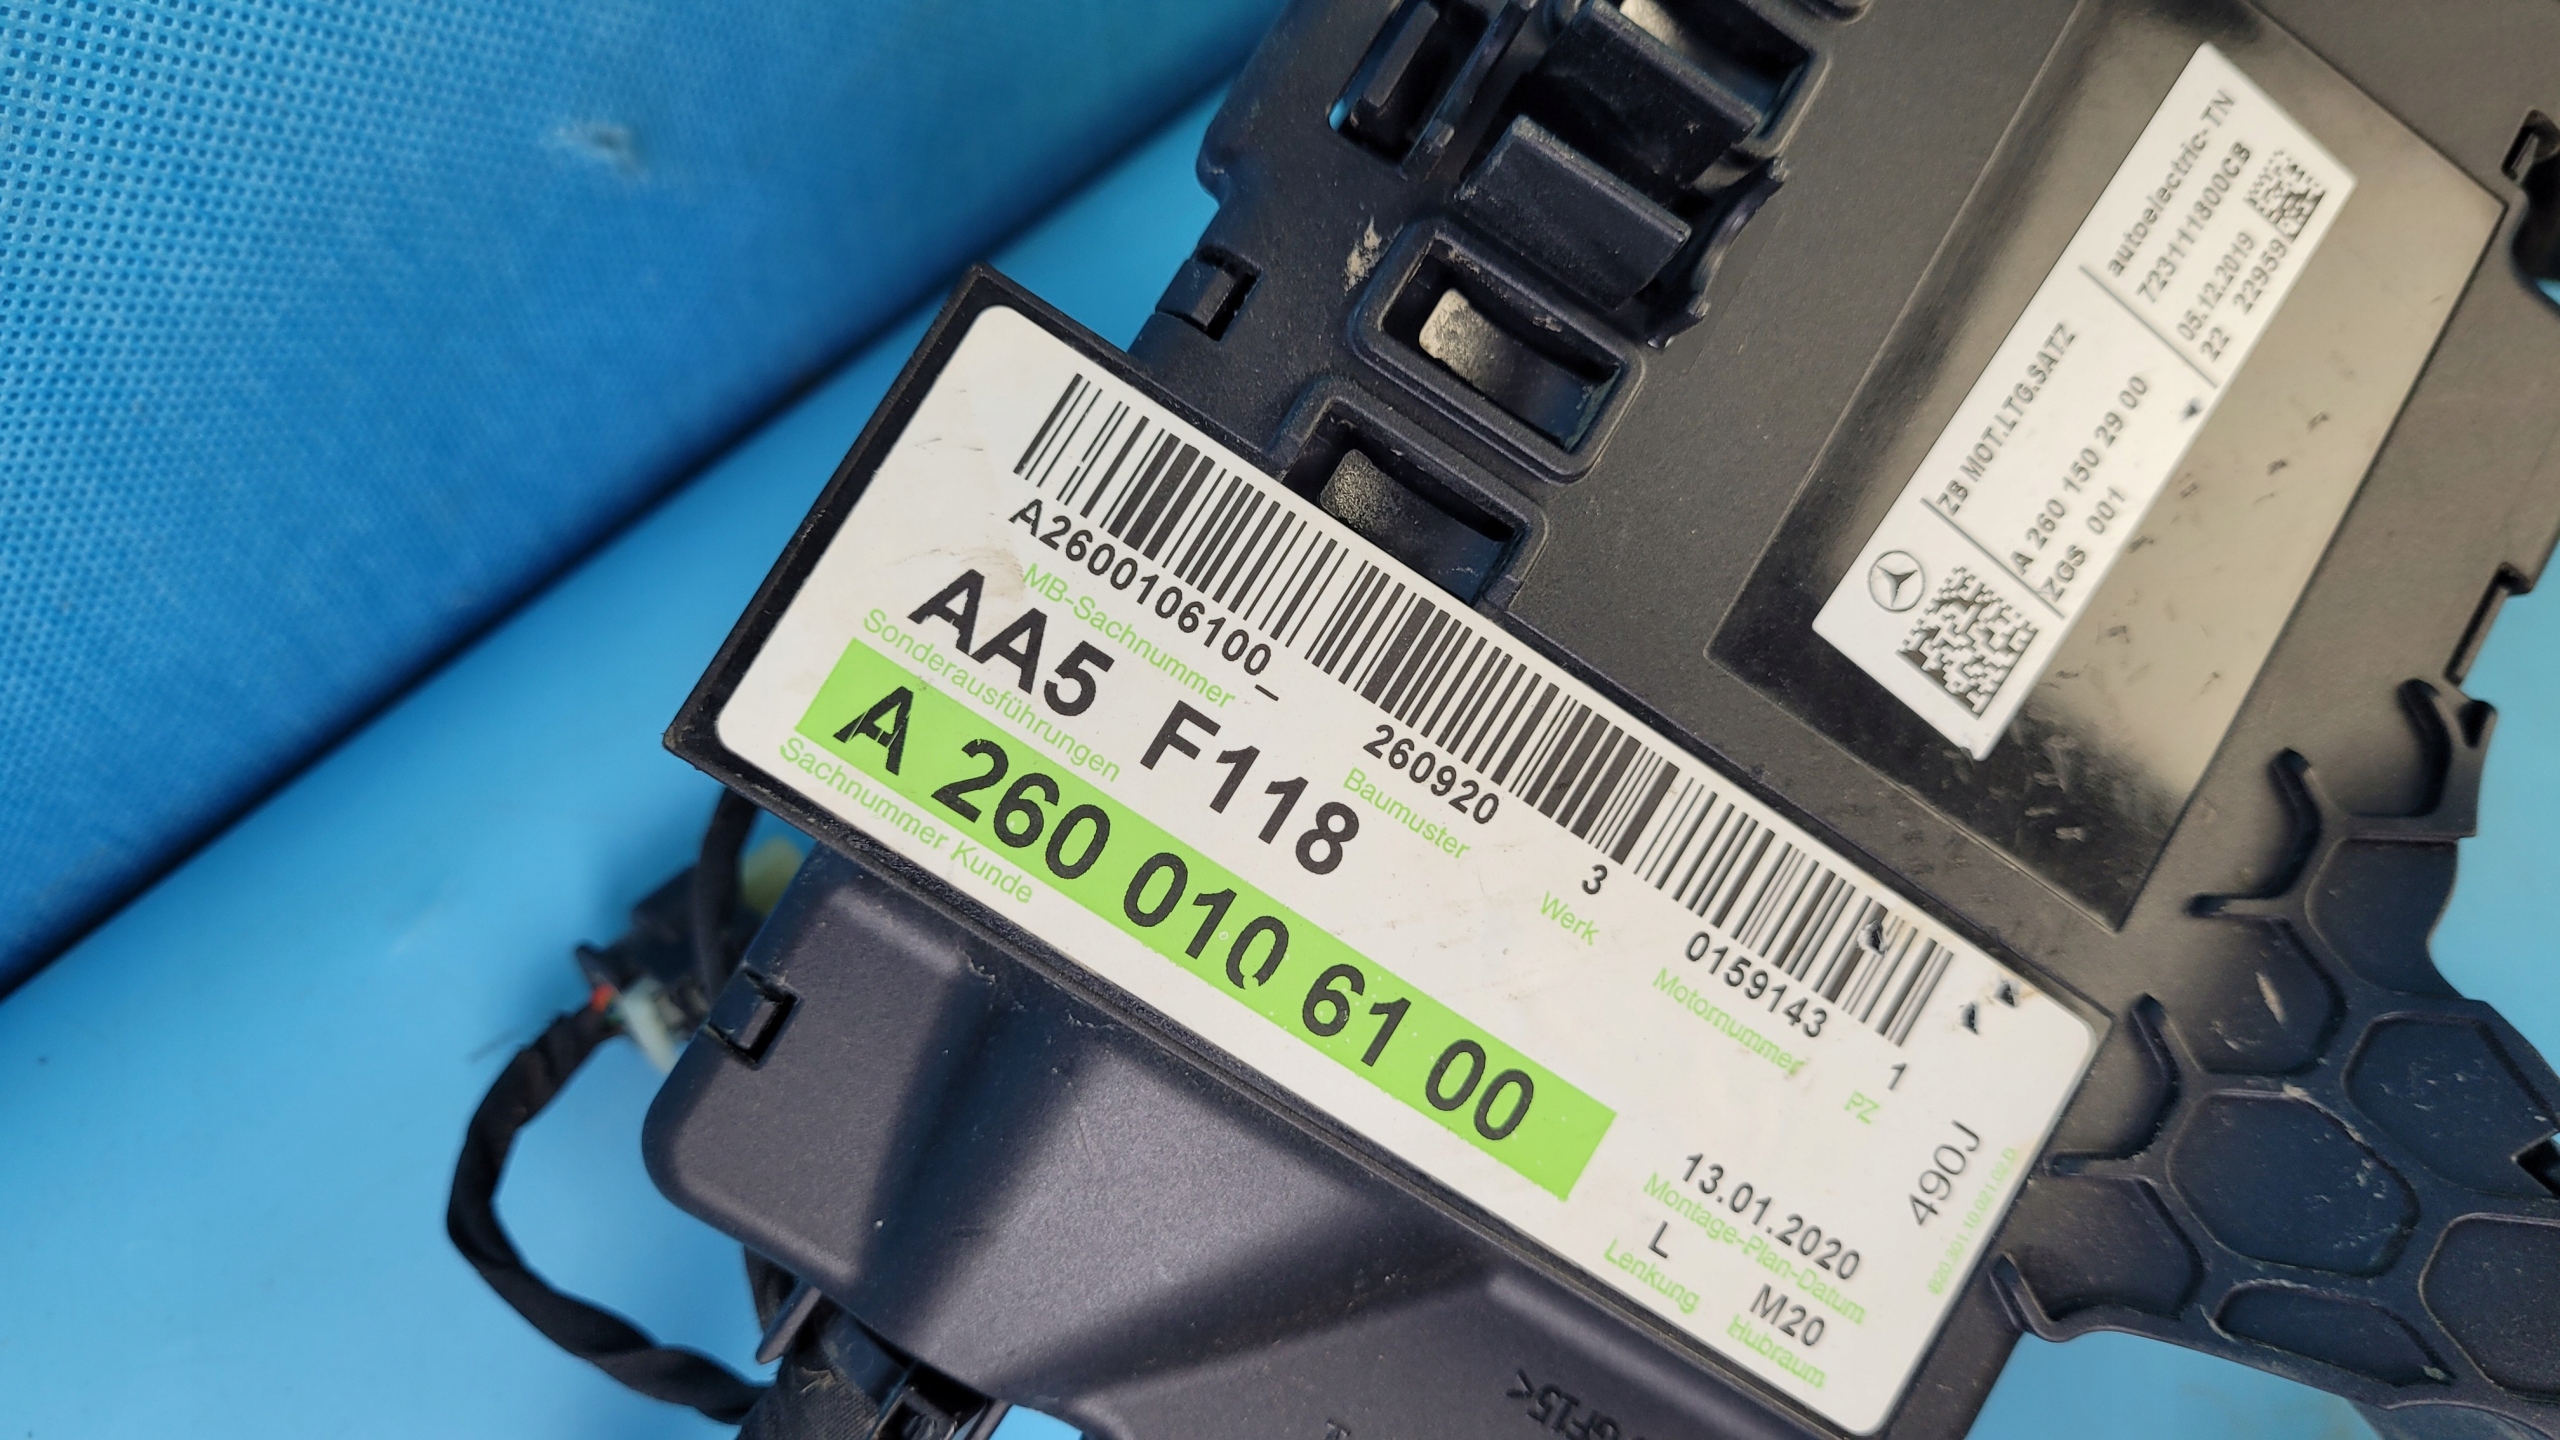 A2600106100_ 260920 3 0159143 1
MB-Sachnummer Baumuster Werk Motornummer PZ
AA5 F118
Sonderausführungen
A 260 010 61 00
Sachnummer Kunde
13.01.2020
Montage-Plan-Datum
L M20
Lenkung Hubraum
490J
ZB MOT.LTG.SATZ
A 260 150 29 00
ZGS 001
autoelectric-TN
7231111800CB
05.12.2019
22 22959